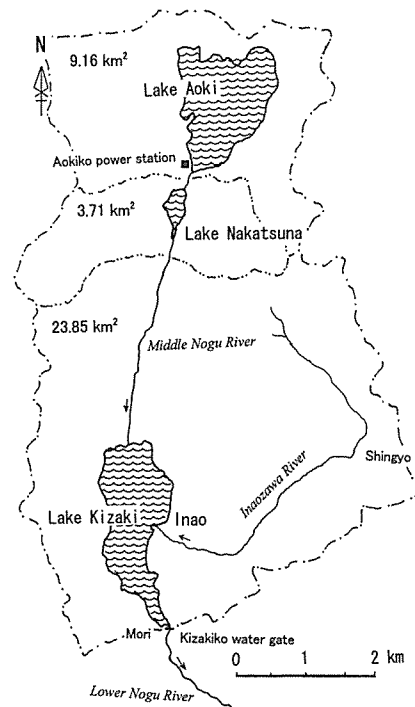 N
9.16 km²
Lake Aoki
Aokiko power station
3.71 km²
Lake Nakatsuna
23.85 km²
Middle Nogu River
Shingyo
Inaozawa River
Lake Kizaki
Inao
Mori
Kizakiko water gate
0 1 2 km
Lower Nogu River